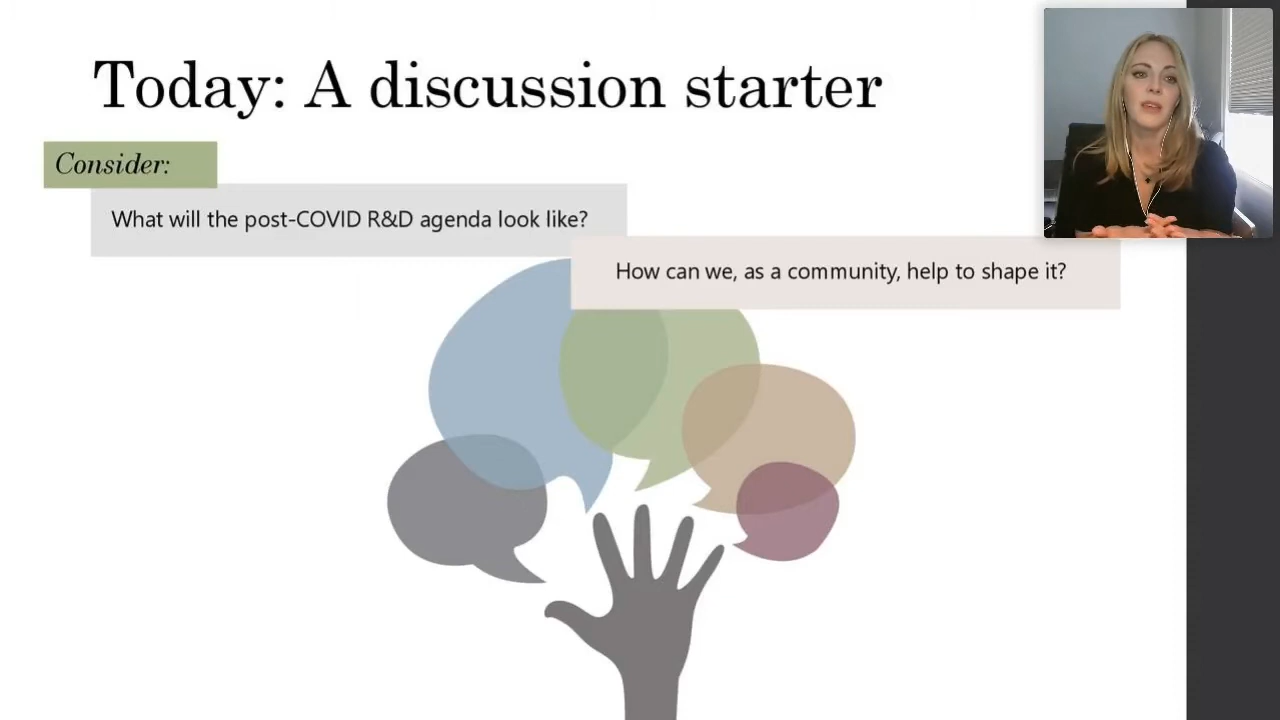 Today: A discussion starter
Consider:
What will the post-COVID R&D agenda look like?
How can we, as a community, help to shape it?